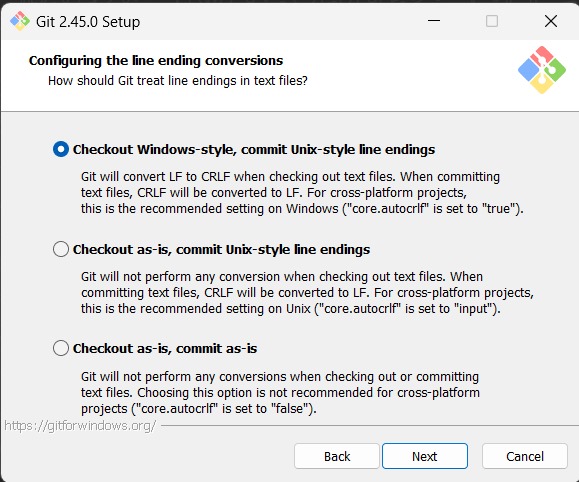 Git 2.45.0 Setup
Configuring the line ending conversions
How should Git treat line endings in text files?
Checkout Windows-style, commit Unix-style line endings
Git will convert LF to CRLF when checking out text files. When committing
text files, CRLF will be converted to LF. For cross-platform projects,
this is the recommended setting on Windows ("core.autocrlf" is set to "true").
Checkout as-is, commit Unix-style line endings
Git will not perform any conversion when checking out text files. When
committing text files, CRLF will be converted to LF. For cross-platform projects,
this is the recommended setting on Unix ("core.autocrlf" is set to "input").
Checkout as-is, commit as-is
Git will not perform any conversions when checking out or committing
text files. Choosing this option is not recommended for cross-platform
projects ("core.autocrlf" is set to "false").
https://gitforwindows.org/
Back Next Cancel